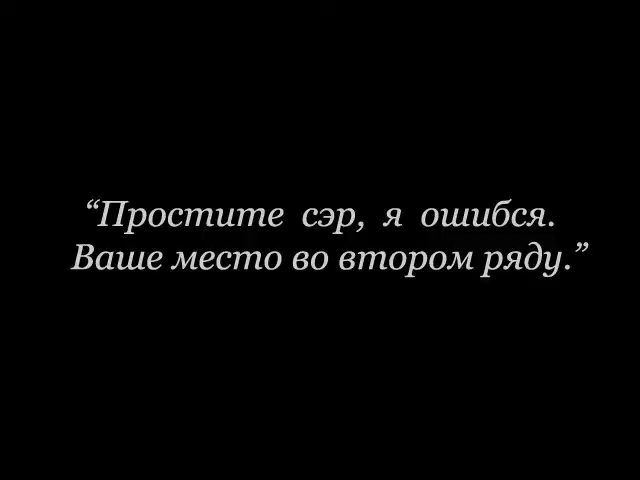 “Простите сэр, я ошибся.
Ваше место во втором ряду.”